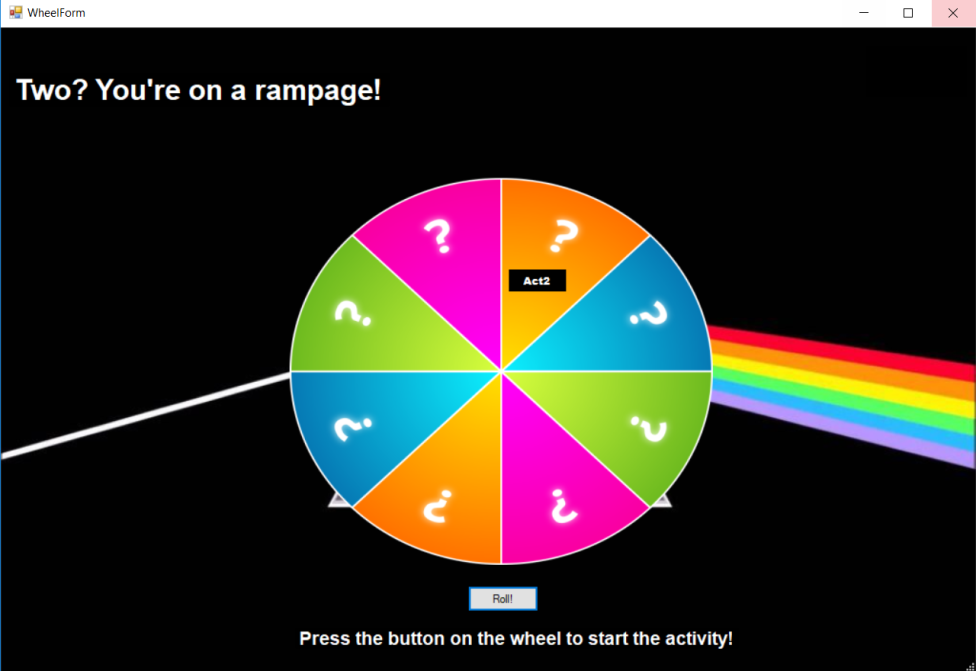 WheelForm
Two? You're on a rampage!
?
?
?
?
Act2
?
?
?
?
Roll!
Press the button on the wheel to start the activity!